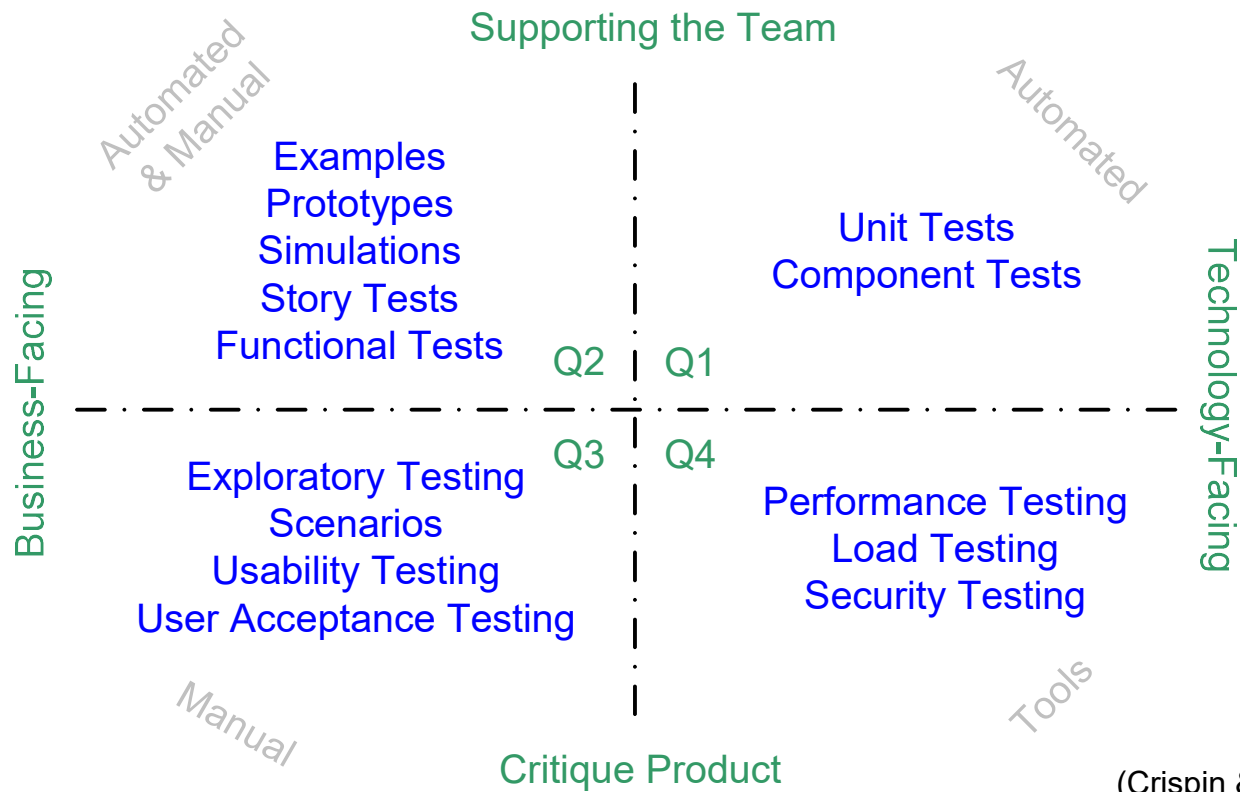 Supporting the Team
Automated
& Manual
Automated
Examples
Prototypes
Simulations
Story Tests
Functional Tests
Unit Tests
Component Tests
Business-Facing
Technology-Facing
Q2
Q1
Q3
Q4
Exploratory Testing
Scenarios
Usability Testing
User Acceptance Testing
Performance Testing
Load Testing
Security Testing
Manual
Tools
Critique Product
(Crispin &